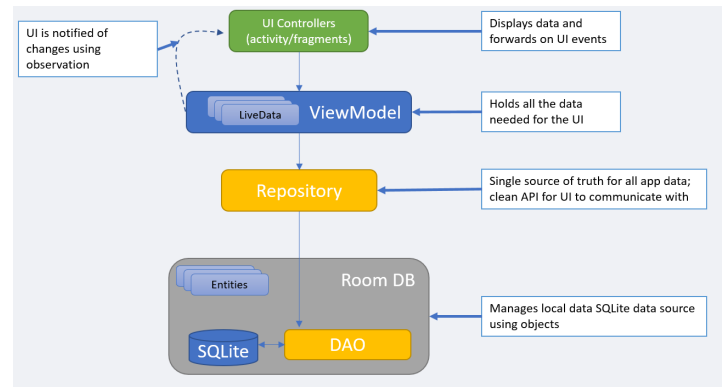 UI is notified of
changes using
observation
UI Controllers
(activity/fragments)
Displays data and
forwards on UI events
LiveData
ViewModel
Holds all the data
needed for the UI
Repository
Single source of truth for all app data;
clean API for UI to communicate with
Entities
Room DB
Manages local data SQLite data source
using objects
SQLite
DAO